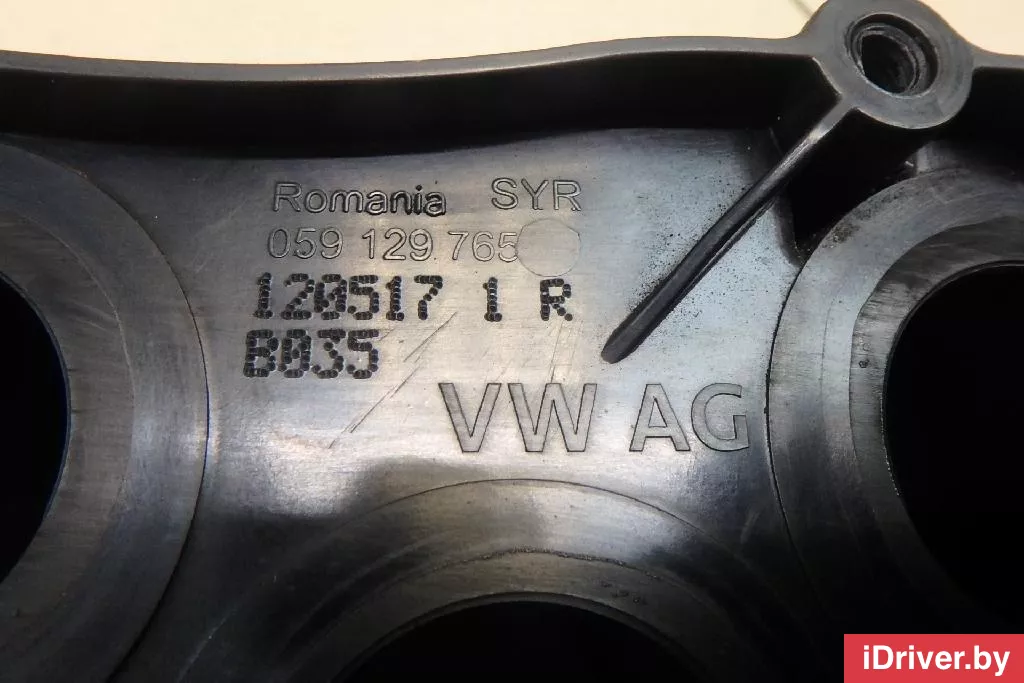 Romania SYR
059 129 765
120517 1 R
B035
VW AG
iDriver.by